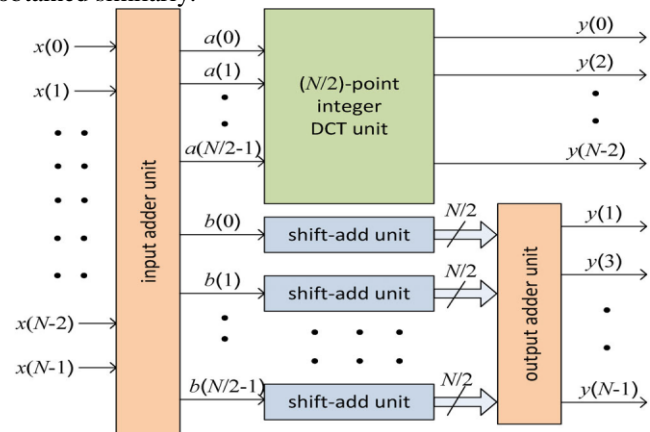 obtained similarly.
x(0)
x(1)
x(N-2)
x(N-1)
input adder unit
a(0)
a(1)
a(N/2-1)
(N/2)-point
integer
DCT unit
y(0)
y(2)
y(N-2)
b(0)
shift-add unit
N/2
b(1)
shift-add unit
N/2
b(N/2-1)
shift-add unit
N/2
output adder unit
y(1)
y(3)
y(N-1)